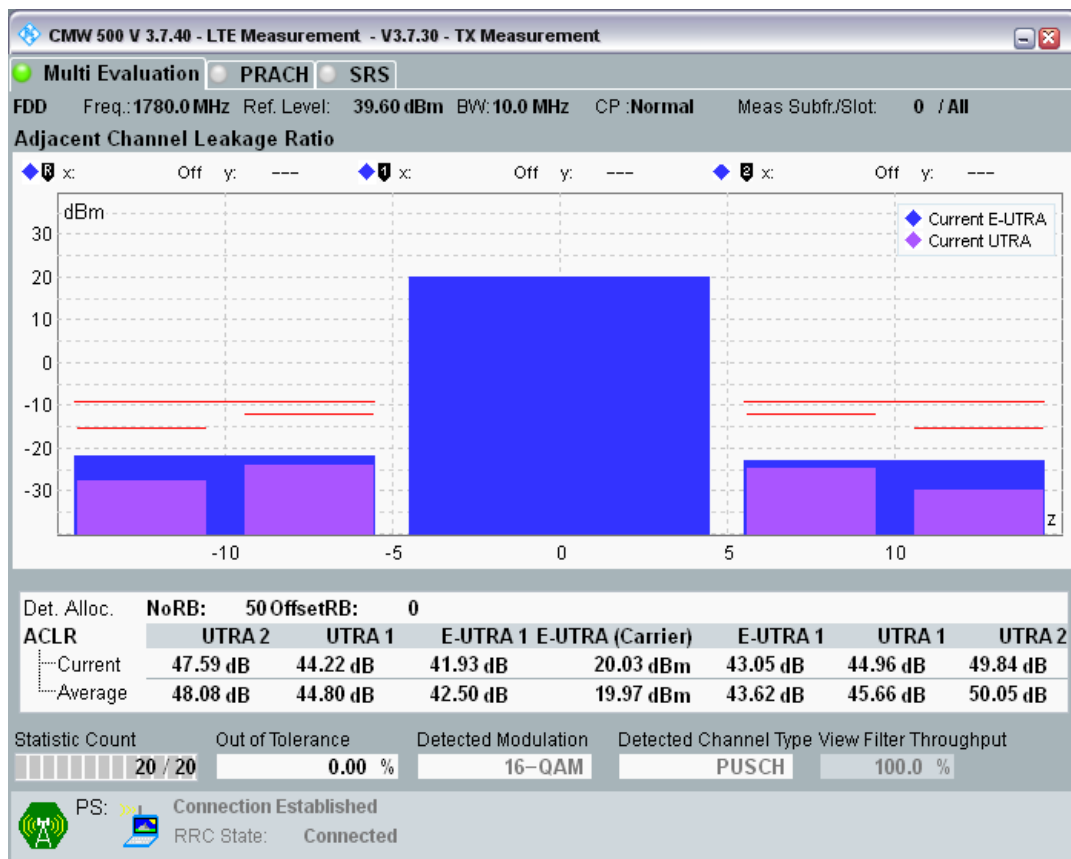 CMW 500 V 3.7.40 - LTE Measurement - V3.7.30 - TX Measurement
Multi Evaluation PRACH SRS
FDD Freq.: 1780.0 MHz Ref. Level: 39.60 dBm BW: 10.0 MHz CP :Normal Meas Subfr./Slot: 0 / All
Adjacent Channel Leakage Ratio
R x: Off y: --- 1 x: Off y: --- 2 x: Off y: ---
dBm
Current E-UTRA
Current UTRA
30
20
10
0
-10
-20
-30
z
-10 -5 0 5 10
Det. Alloc. NoRB: 50 OffsetRB: 0
ACLR UTRA 2 UTRA 1 E-UTRA 1 E-UTRA (Carrier) E-UTRA 1 UTRA 1 UTRA 2
Current 47.59 dB 44.22 dB 41.93 dB 20.03 dBm 43.05 dB 44.96 dB 49.84 dB
Average 48.08 dB 44.80 dB 42.50 dB 19.97 dBm 43.62 dB 45.66 dB 50.05 dB
Statistic Count Out of Tolerance Detected Modulation Detected Channel Type View Filter Throughput
20 / 20 0.00 % 16-QAM PUSCH 100.0 %
PS: Connection Established
RRC State: Connected